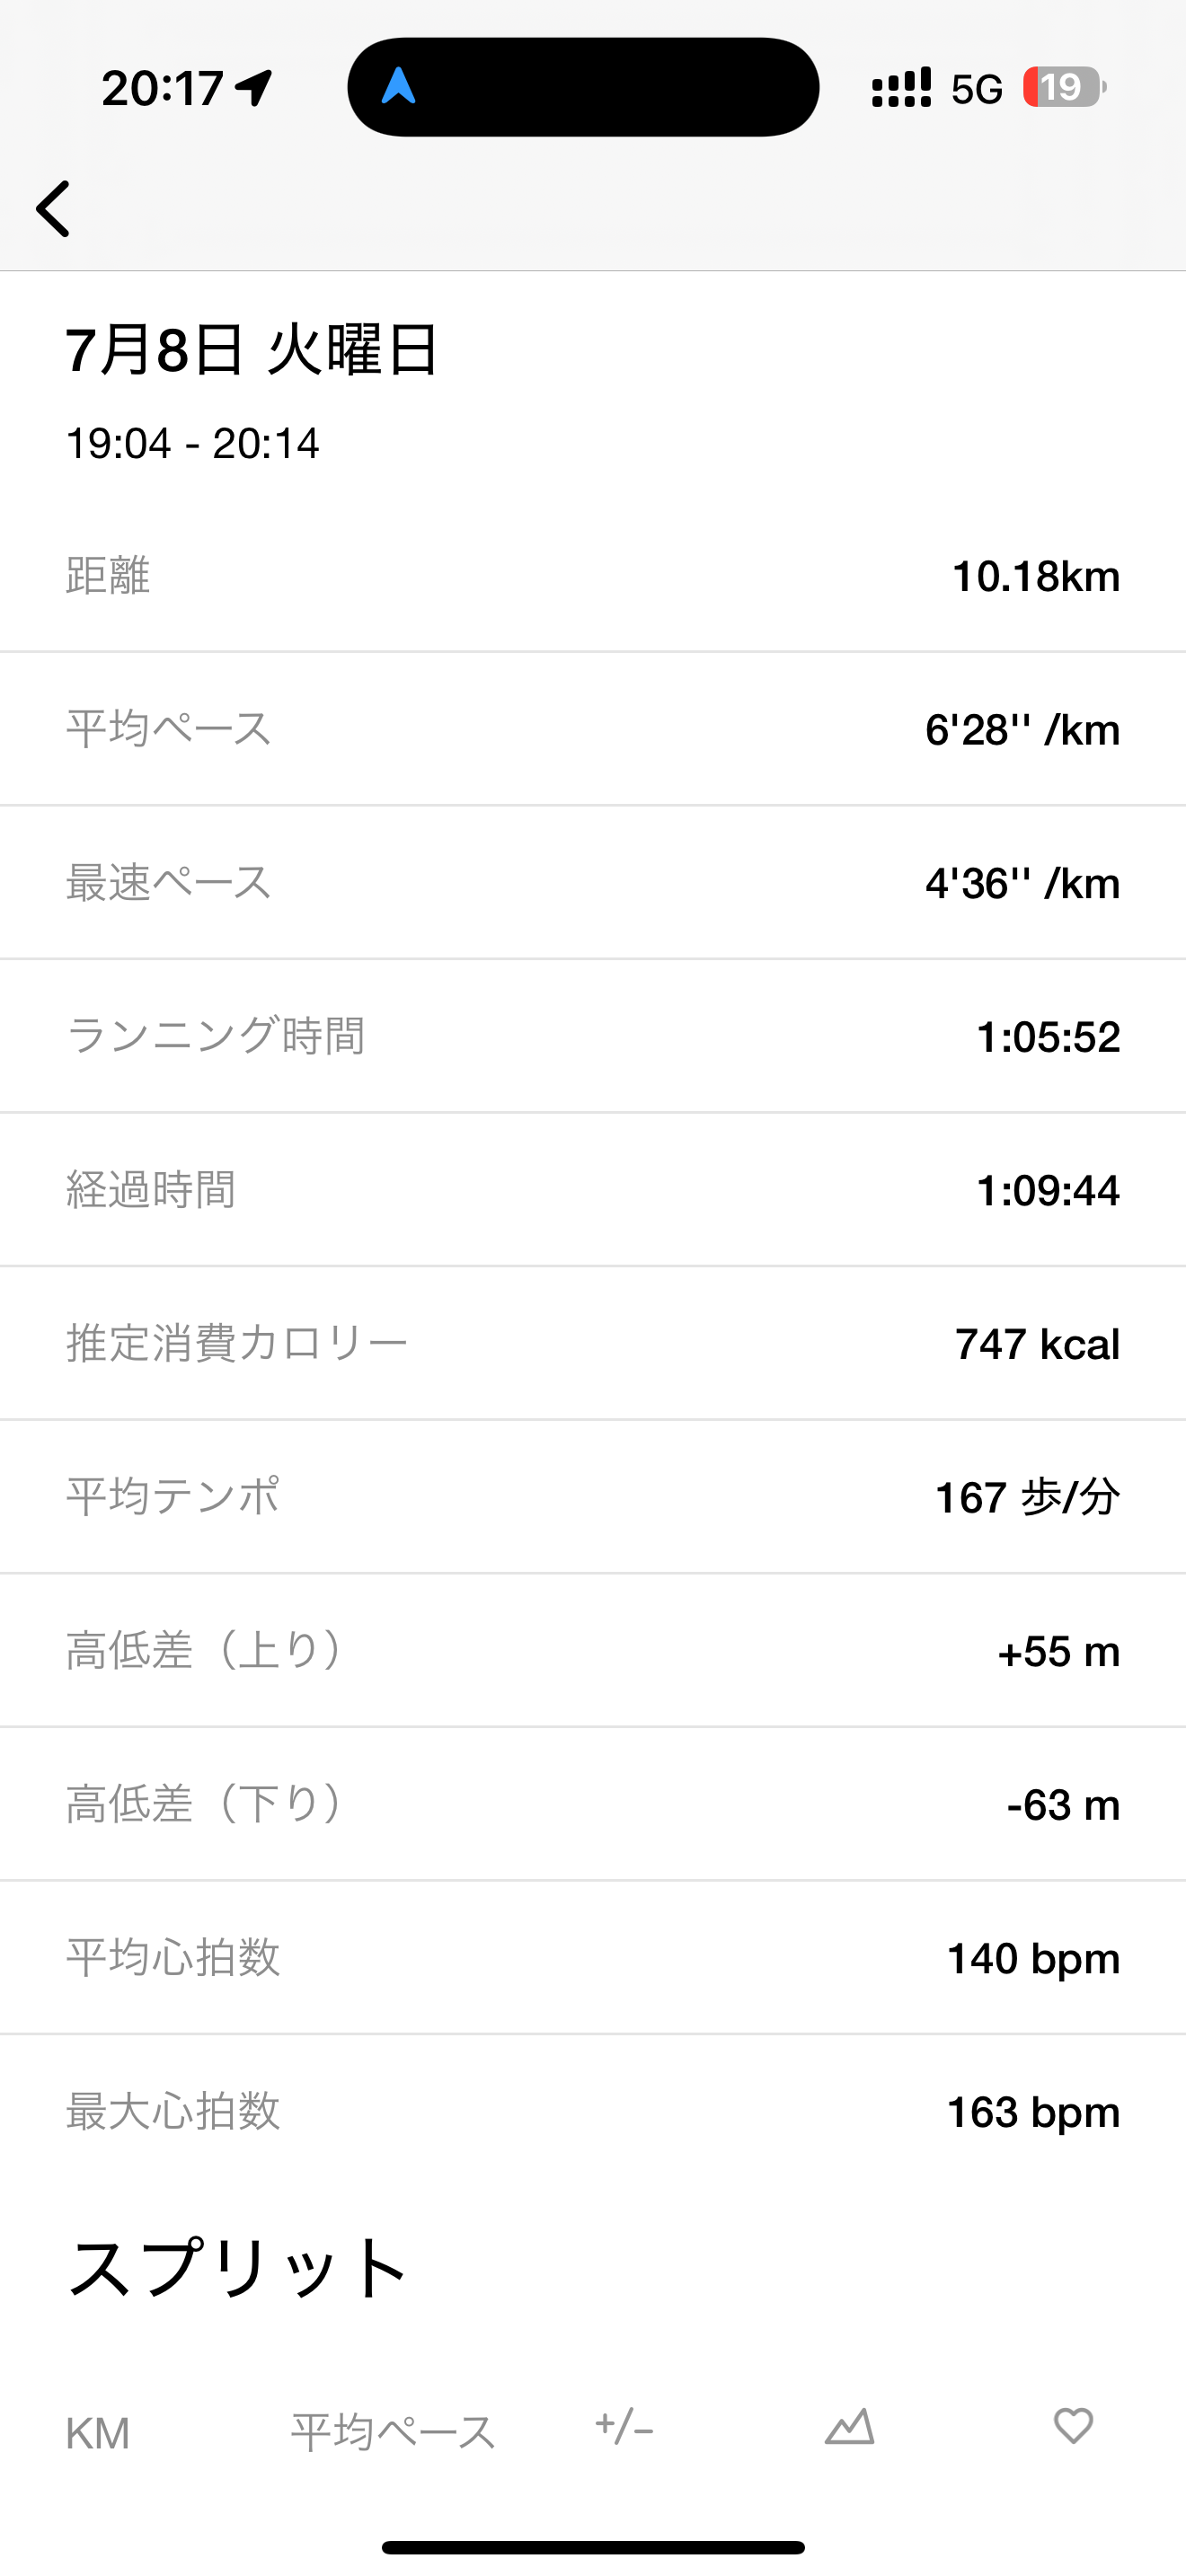 20:17
5G
19
7月8日 火曜日
19:04 - 20:14
距離 10.18km
平均ペース 6'28'' /km
最速ペース 4'36'' /km
ランニング時間 1:05:52
経過時間 1:09:44
推定消費カロリー 747 kcal
平均テンポ 167 歩/分
高低差（上り） +55 m
高低差（下り） -63 m
平均心拍数 140 bpm
最大心拍数 163 bpm
スプリット
KM 平均ペース +/-